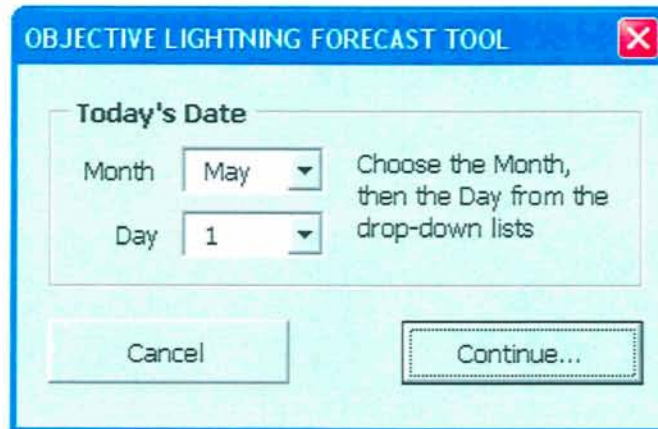 OBJECTIVE LIGHTNING FORECAST TOOL
Today's Date
Month May
Day 1
Choose the Month,
then the Day from the
drop-down lists
Cancel Continue...